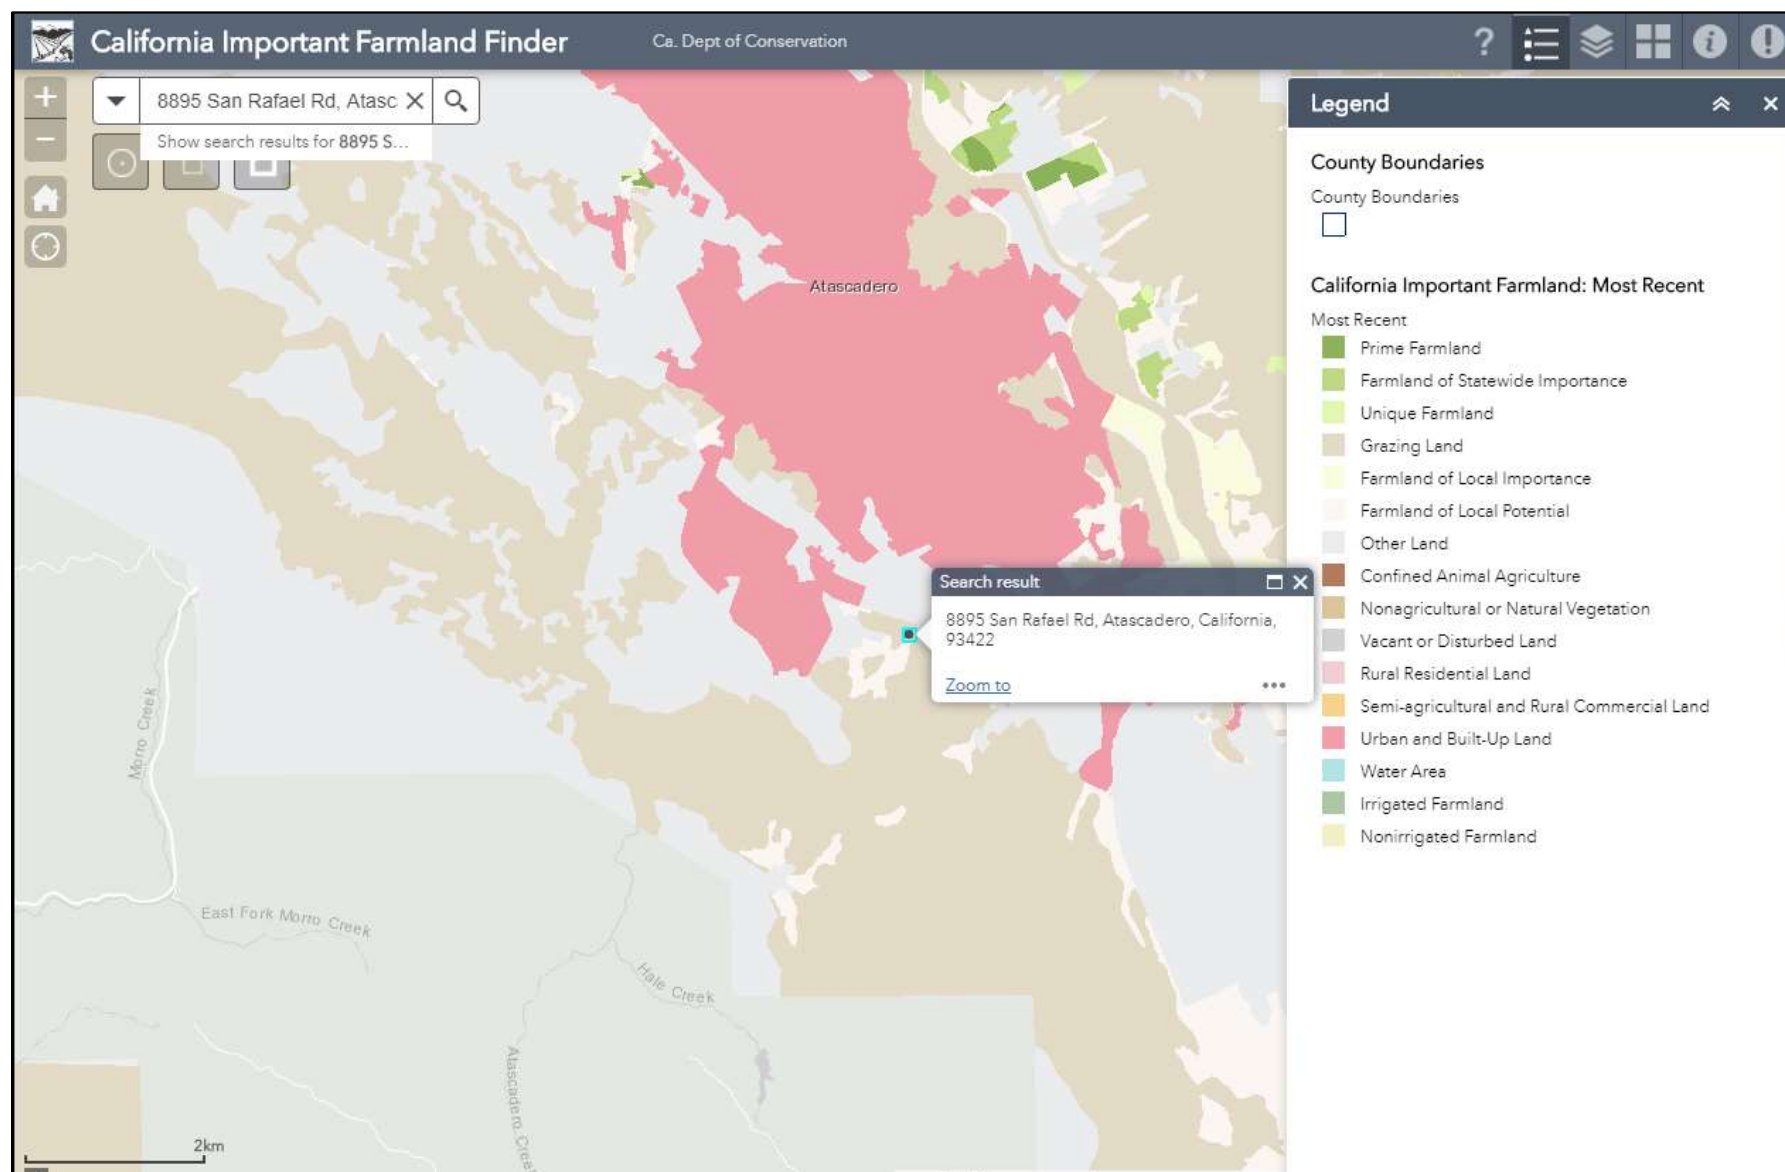 California Important Farmland Finder
Ca. Dept of Conservation
?
+
8895 San Rafael Rd, Atasc
Show search results for 8895 S...
−
Legend
County Boundaries
County Boundaries
California Important Farmland: Most Recent
Most Recent
Prime Farmland
Farmland of Statewide Importance
Unique Farmland
Grazing Land
Farmland of Local Importance
Farmland of Local Potential
Other Land
Confined Animal Agriculture
Nonagricultural or Natural Vegetation
Vacant or Disturbed Land
Rural Residential Land
Semi-agricultural and Rural Commercial Land
Urban and Built-Up Land
Water Area
Irrigated Farmland
Nonirrigated Farmland
Atascadero
Search result
8895 San Rafael Rd, Atascadero, California,
93422
Zoom to
Morro Creek
East Fork Morro Creek
Hale Creek
Atascadero Creek
2km